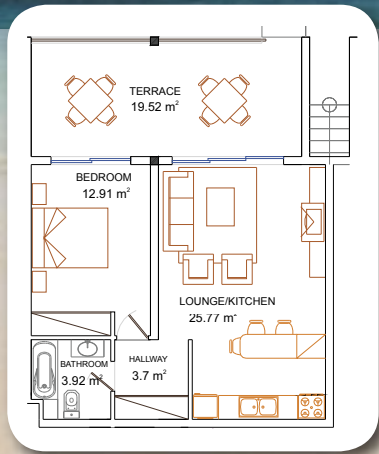 TERRACE
19.52 m²
BEDROOM
12.91 m²
LOUNGE/KITCHEN
25.77 m²
BATHROOM
3.92 m²
HALLWAY
3.7 m²